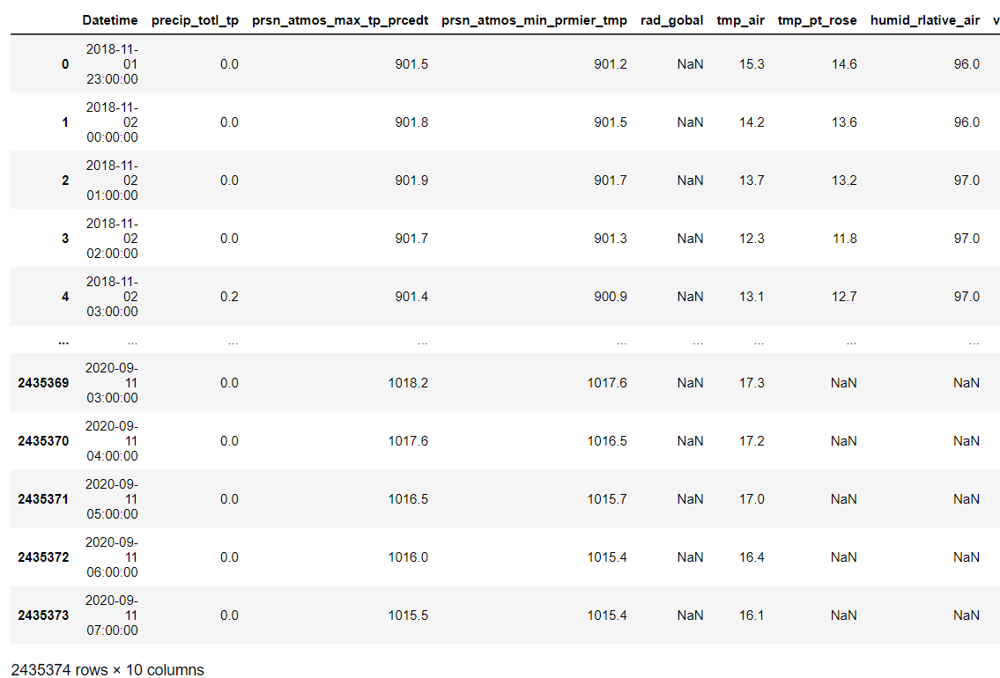 Datetime precip_totl_tp prsn_atmos_max_tp_prcedt prsn_atmos_min_prmier_tmp rad_gobal tmp_air tmp_pt_rose humid_rlative_air v
2018-11-
0 01 0.0 901.5 901.2 NaN 15.3 14.6 96.0
23:00:00
2018-11-
1 02 0.0 901.8 901.5 NaN 14.2 13.6 96.0
00:00:00
2018-11-
2 02 0.0 901.9 901.7 NaN 13.7 13.2 97.0
01:00:00
2018-11-
3 02 0.0 901.7 901.3 NaN 12.3 11.8 97.0
02:00:00
2018-11-
4 02 0.2 901.4 900.9 NaN 13.1 12.7 97.0
03:00:00
... ... ... ... ... ... ... ... ...
2020-09-
2435369 11 0.0 1018.2 1017.6 NaN 17.3 NaN NaN
03:00:00
2020-09-
2435370 11 0.0 1017.6 1016.5 NaN 17.2 NaN NaN
04:00:00
2020-09-
2435371 11 0.0 1016.5 1015.7 NaN 17.0 NaN NaN
05:00:00
2020-09-
2435372 11 0.0 1016.0 1015.4 NaN 16.4 NaN NaN
06:00:00
2020-09-
2435373 11 0.0 1015.5 1015.4 NaN 16.1 NaN NaN
07:00:00
2435374 rows × 10 columns